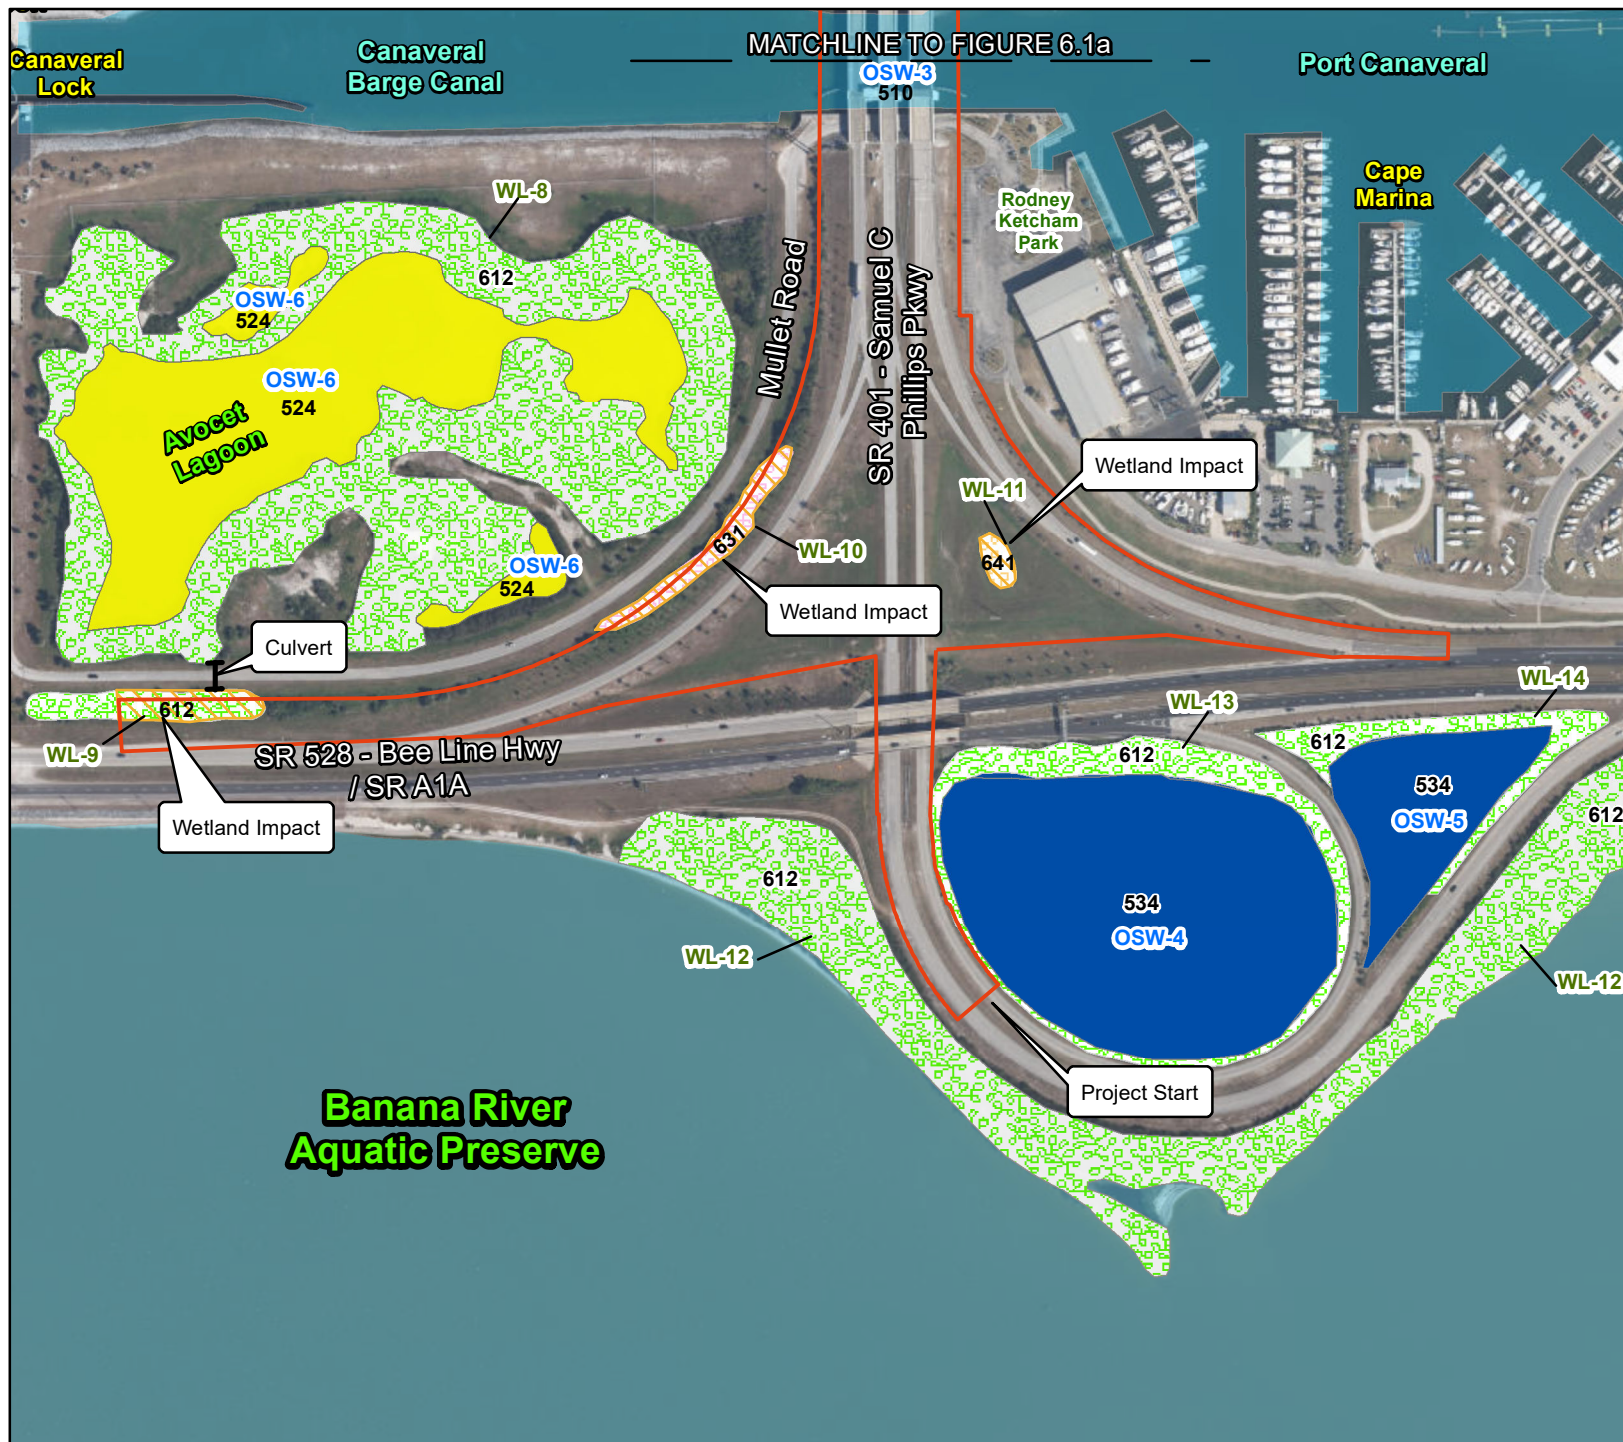 MATCHLINE TO FIGURE 6.1a
Canaveral
Lock
Canaveral
Barge Canal
OSW-3
510
Port Canaveral
Cape
Marina
Rodney
Ketcham
Park
WL-8
612
OSW-6
524
OSW-6
524
Avocet
Lagoon
Mullet Road
SR 401 - Samuel C
Phillips Pkwy
Wetland Impact
WL-11
641
631
WL-10
OSW-6
524
Wetland Impact
Culvert
612
WL-9
SR 528 - Bee Line Hwy
/ SR A1A
Wetland Impact
WL-13
612
WL-14
612
534
OSW-5
612
612
534
OSW-4
WL-12
WL-12
Project Start
Banana River
Aquatic Preserve